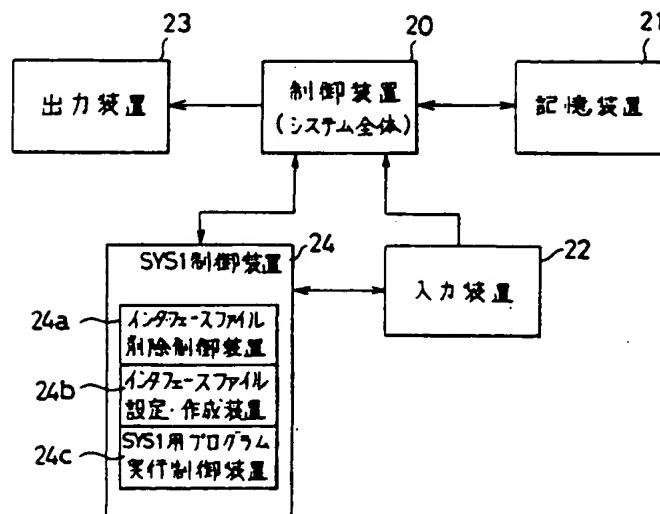 23
20
21
出力装置
制御装置
(システム全体)
記憶装置
24
SYS1制御装置
22
入力装置
24a
インタフェースファイル
削除制御装置
24b
インタフェースファイル
設定・作成装置
24c
SYS1用プログラム
実行制御装置